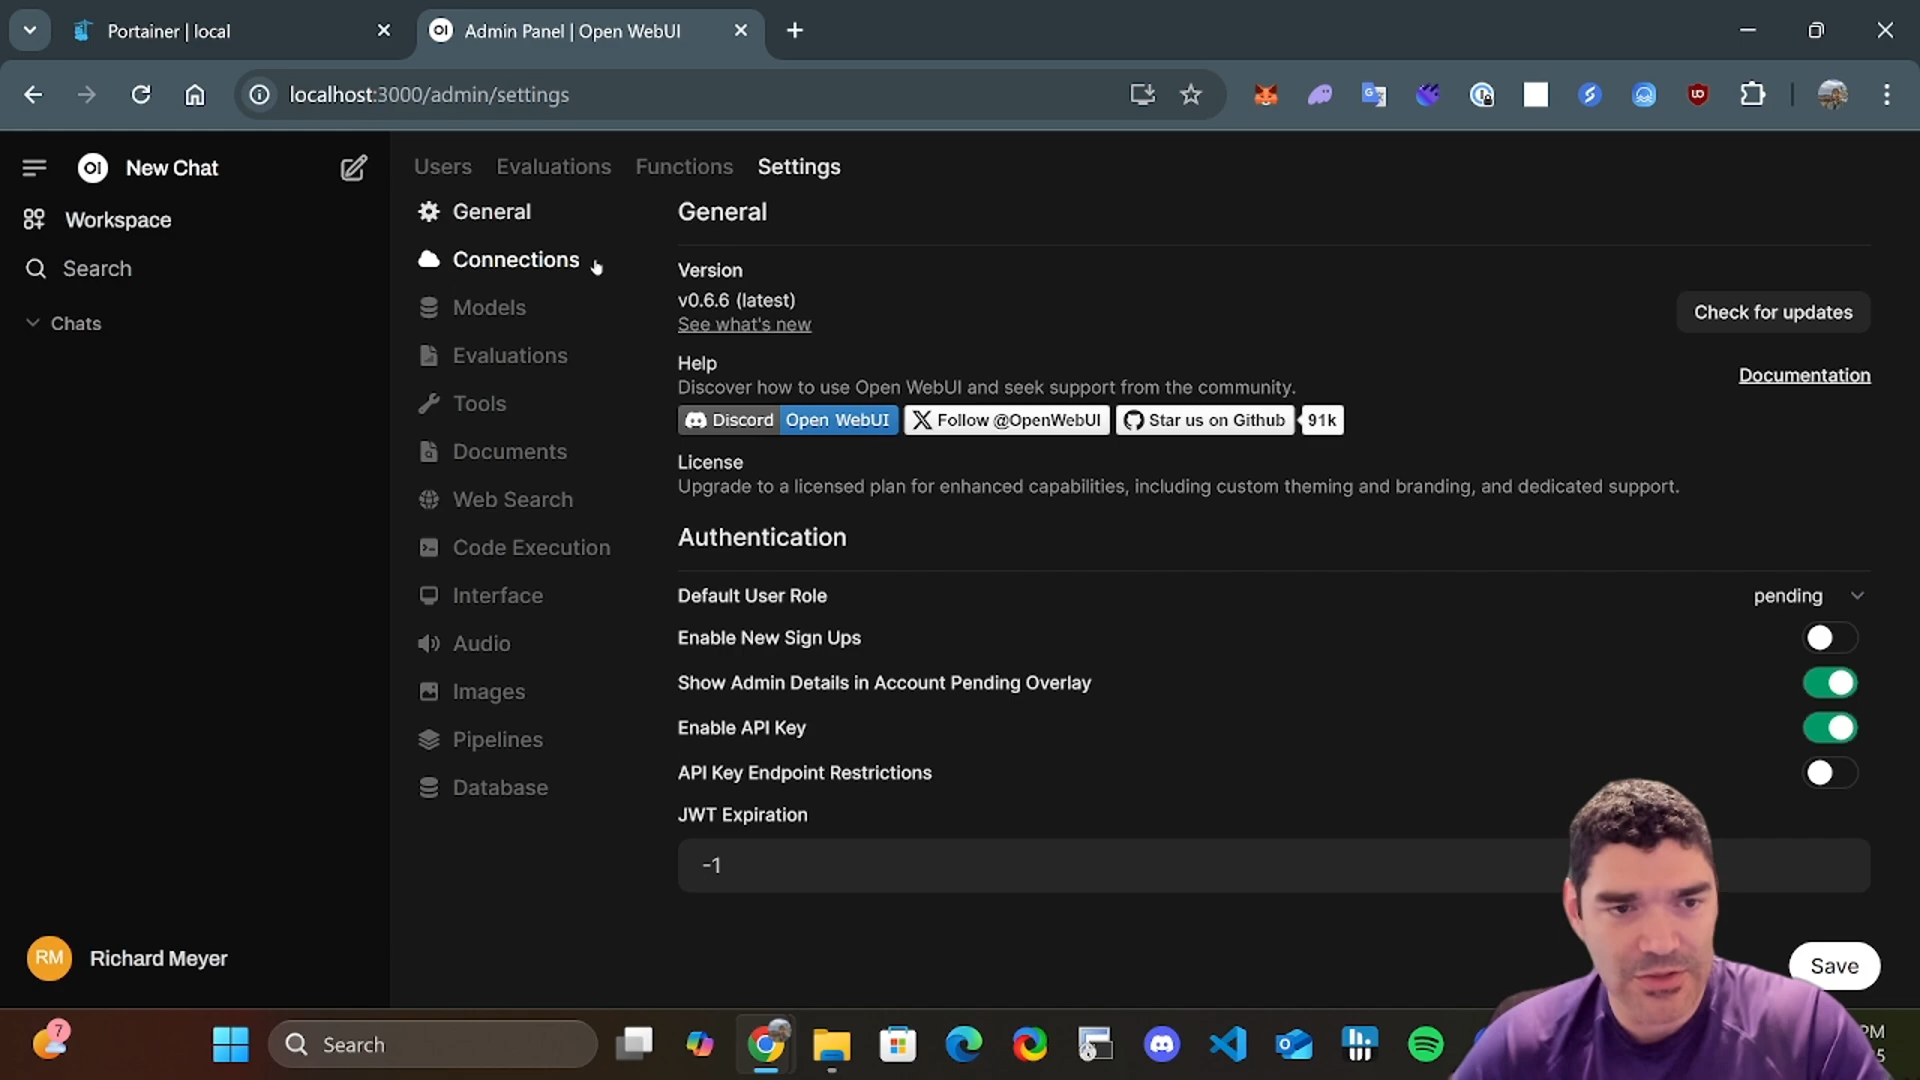 Portainer | local
OI Admin Panel | Open WebUI
localhost:3000/admin/settings
OI New Chat
Workspace
Search
Chats
RM Richard Meyer
Users Evaluations Functions Settings
General
Connections
Models
Evaluations
Tools
Documents
Web Search
Code Execution
Interface
Audio
Images
Pipelines
Database
General
Version
v0.6.6 (latest)
See what's new
Check for updates
Help
Discover how to use Open WebUI and seek support from the community.
Documentation
Discord Open WebUI Follow @OpenWebUI Star us on Github 91k
License
Upgrade to a licensed plan for enhanced capabilities, including custom theming and branding, and dedicated support.
Authentication
Default User Role pending
Enable New Sign Ups
Show Admin Details in Account Pending Overlay
Enable API Key
API Key Endpoint Restrictions
JWT Expiration
-1
Save
7
Search
PM